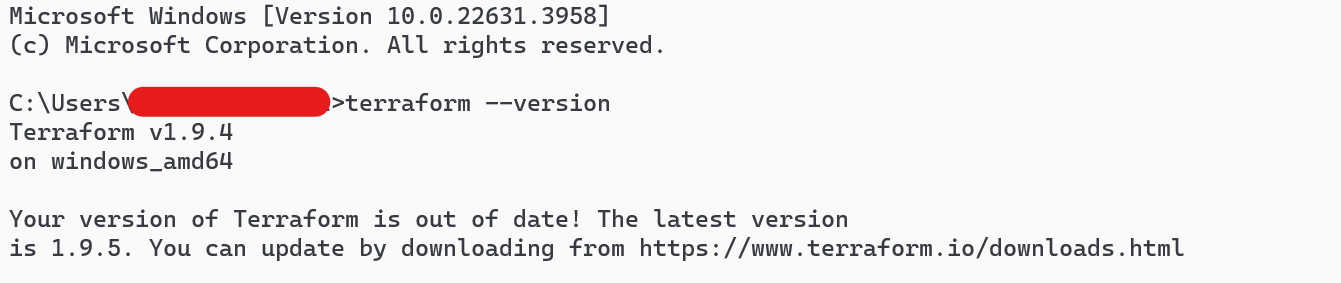 Microsoft Windows [Version 10.0.22631.3958]
(c) Microsoft Corporation. All rights reserved.
C:\Users\>terraform --version
Terraform v1.9.4
on windows_amd64
Your version of Terraform is out of date! The latest version
is 1.9.5. You can update by downloading from https://www.terraform.io/downloads.html